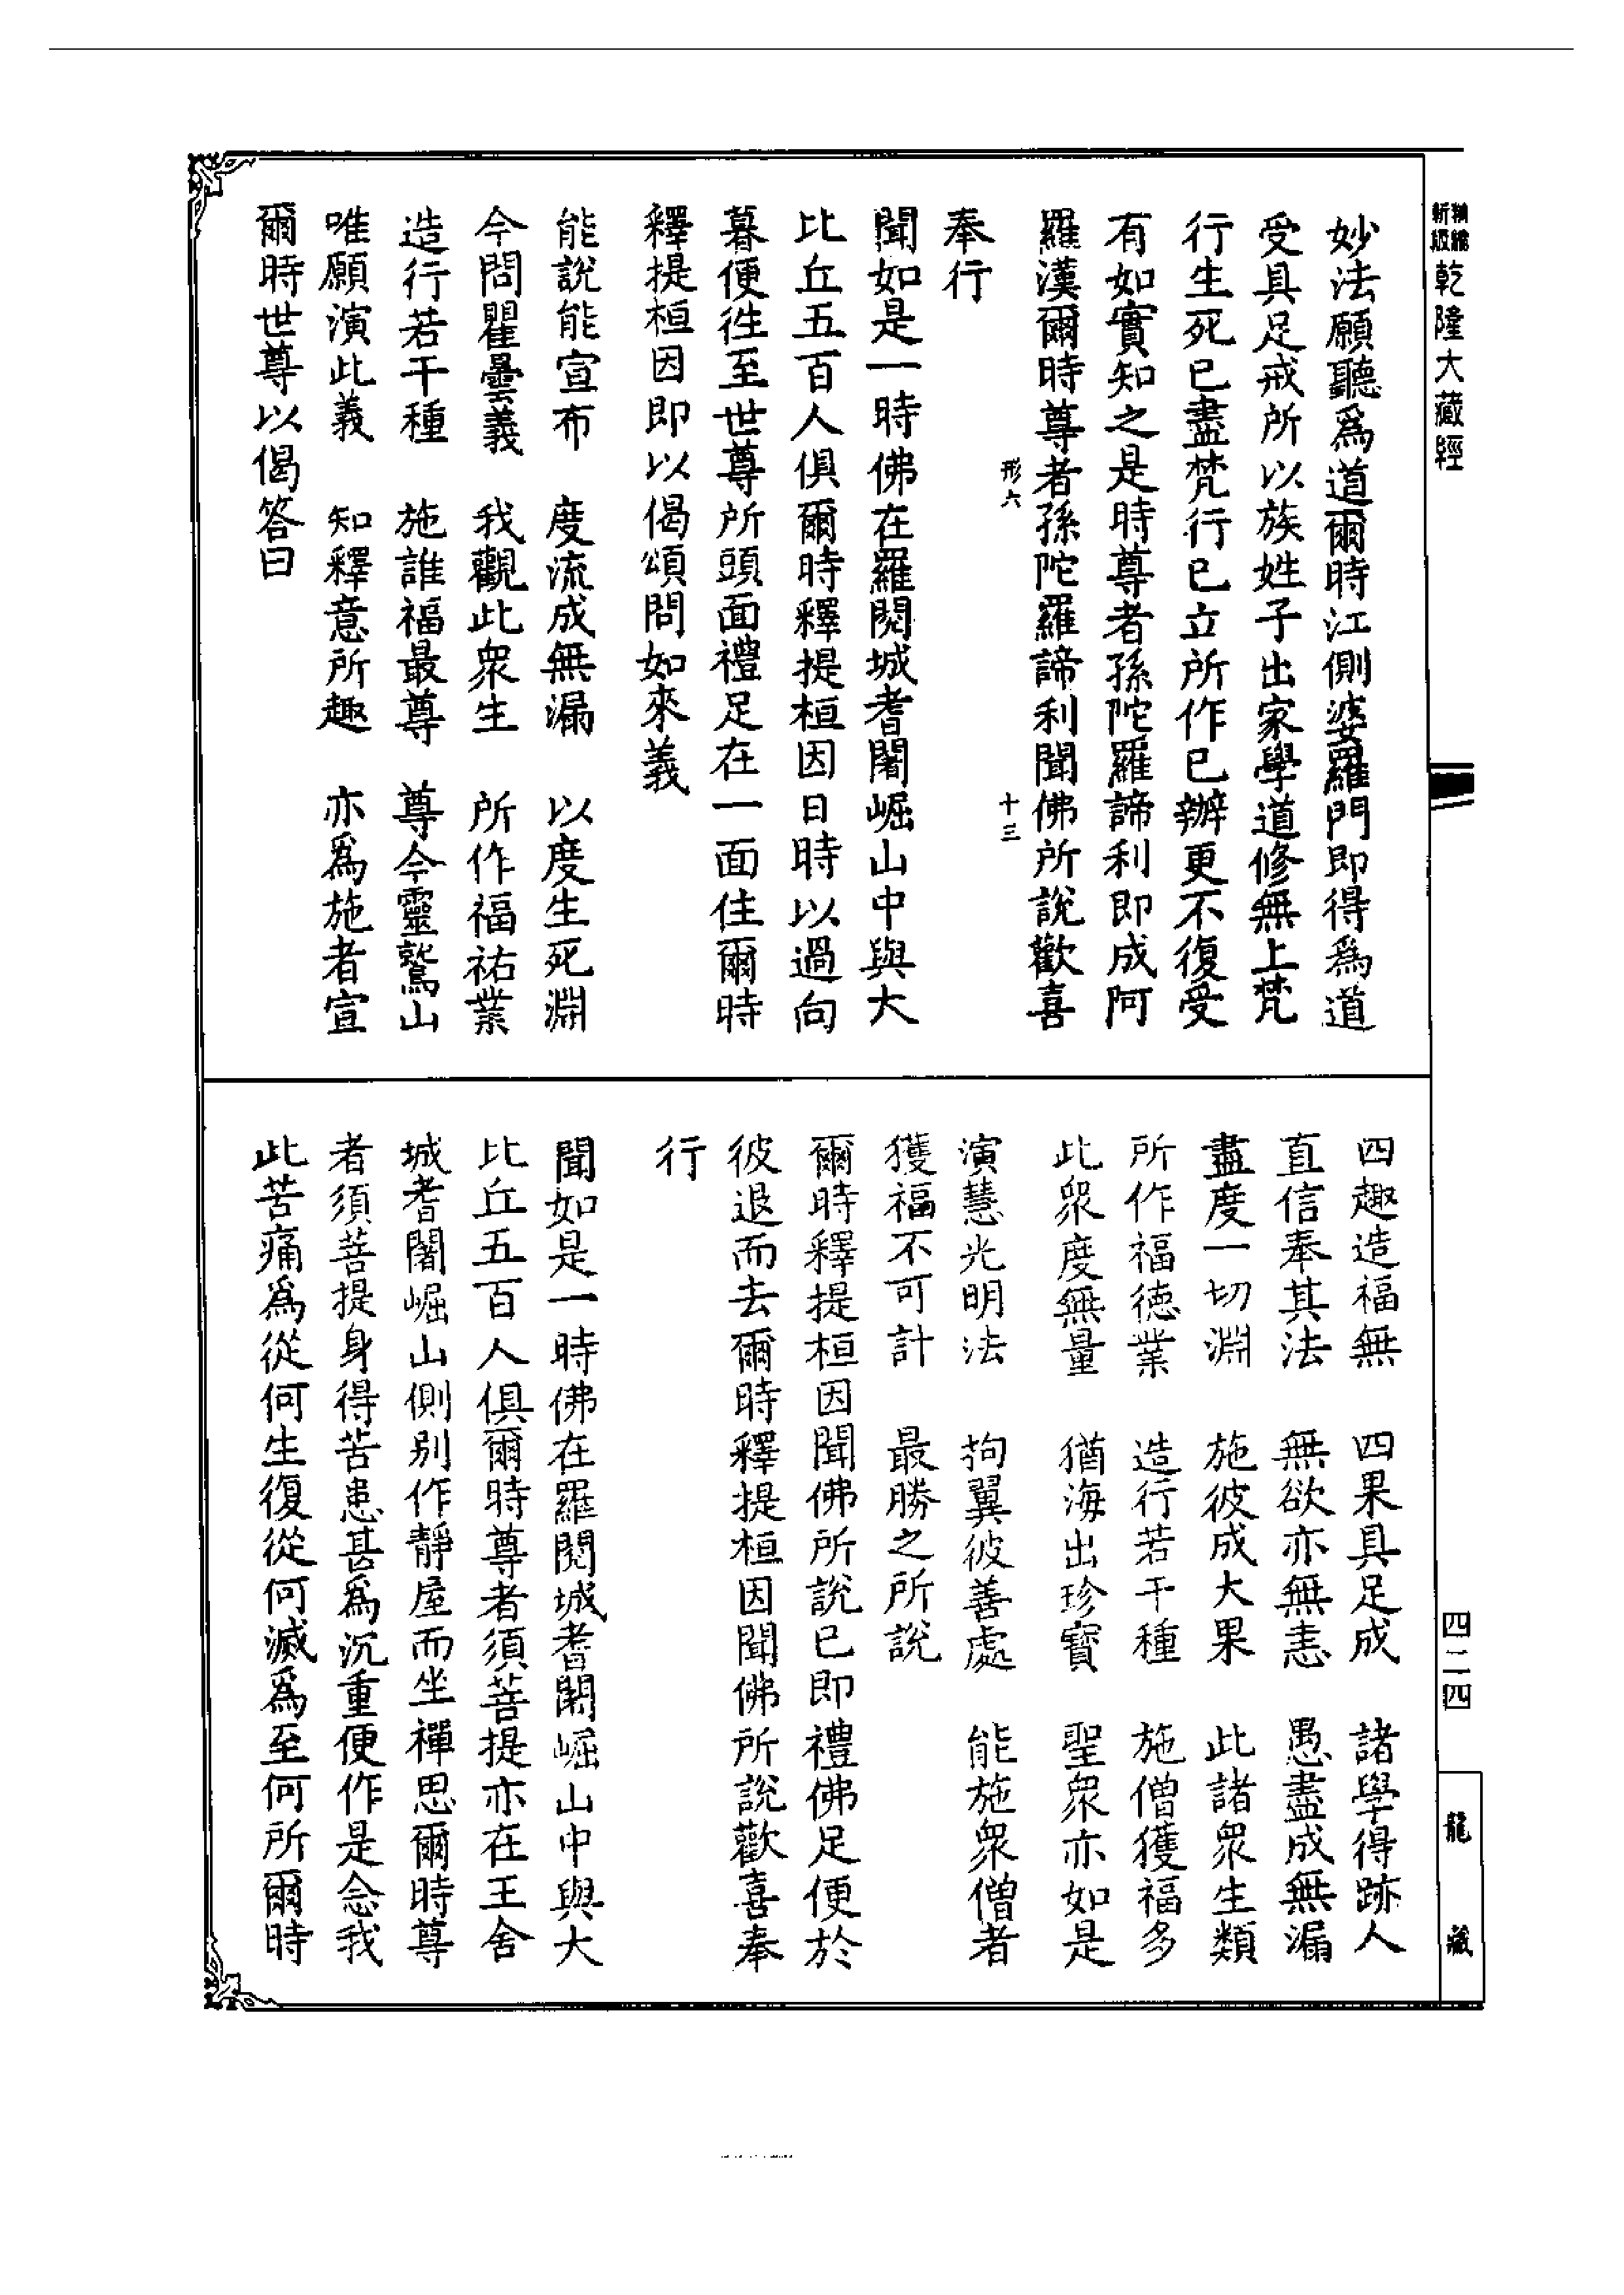 精縮新級
乾隆大藏經
妙法願聽爲道爾時江側婆羅門即得爲道
受具足戒所以族姓子出家學道修無上梵
行生死已盡梵行已立所作已辦更不復受
有如實知之是時尊者孫陀羅諦利即成阿
羅漢爾時尊者孫陀羅諦利聞佛所說歡喜
形六 十三
奉行
聞如是一時佛在羅閱城耆闍崛山中與大
比丘五百人俱爾時釋提桓因日時以過向
暮便徃至世尊所頭面禮足在一面住爾時
釋提桓因即以偈頌問如來義
能說能宣布 度流成無漏 以度生死淵
今問瞿曇義 我觀此衆生 所作福祐業
造行若干種 施誰福最尊 尊今靈鷲山
唯願演此義 知釋意所趣 亦爲施者宣
爾時世尊以偈答曰
四趣造福無 四果具足成 諸學得跡人
直信奉其法 無欲亦無恚 愚盡成無漏
盡度一切淵 施彼成大果 此諸衆生類
所作福德業 造行若干種 施僧獲福多
此衆度無量 猶海出珍寶 聖衆亦如是
演慧光明法 拘翼彼善處 能施衆僧者
獲福不可計 最勝之所說
爾時釋提桓因聞佛所說已即禮佛足便於
彼退而去爾時釋提桓因聞佛所說歡喜奉
行
聞如是一時佛在羅閱城耆闍崛山中與大
比丘五百人俱爾時尊者須菩提亦在王舍
城耆闍崛山側別作靜屋而坐禪思爾時尊
者須菩提身得苦患甚爲沉重便作是念我
此苦痛爲從何生復從何滅爲至何所爾時
四二四
龍藏